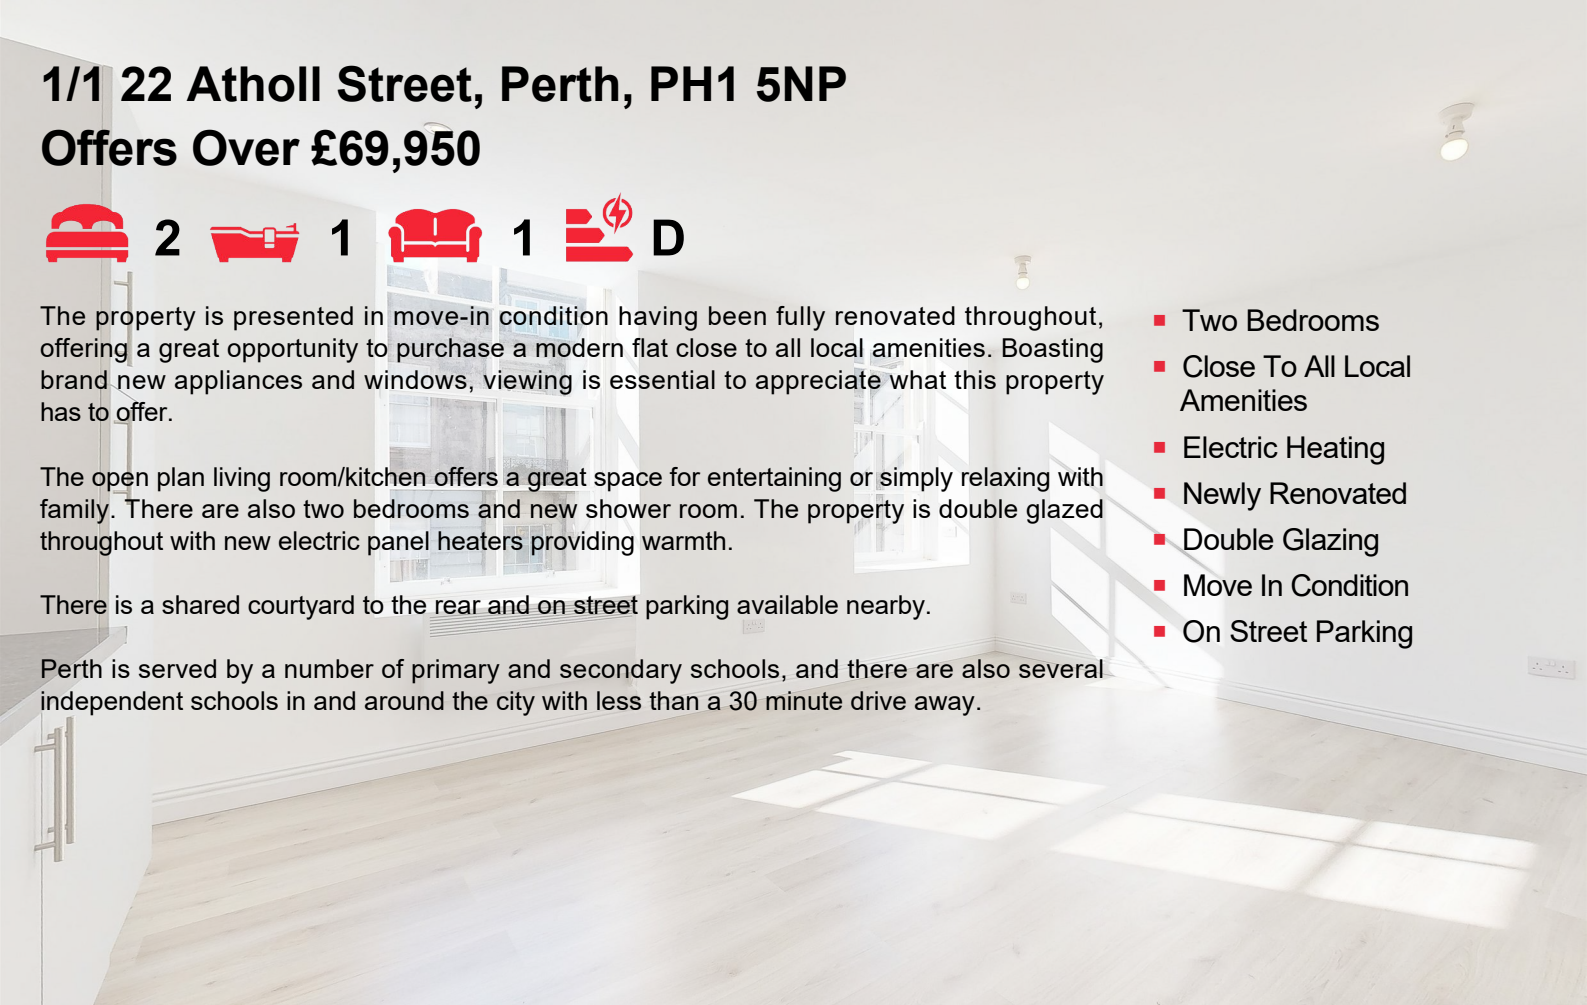 1/1 22 Atholl Street, Perth, PH1 5NP
Offers Over £69,950
2 1 1 D
The property is presented in move-in condition having been fully renovated throughout,
offering a great opportunity to purchase a modern flat close to all local amenities. Boasting
brand new appliances and windows, viewing is essential to appreciate what this property
has to offer.
The open plan living room/kitchen offers a great space for entertaining or simply relaxing with
family. There are also two bedrooms and new shower room. The property is double glazed
throughout with new electric panel heaters providing warmth.
There is a shared courtyard to the rear and on street parking available nearby.
Perth is served by a number of primary and secondary schools, and there are also several
independent schools in and around the city with less than a 30 minute drive away.
Two Bedrooms
Close To All Local
Amenities
Electric Heating
Newly Renovated
Double Glazing
Move In Condition
On Street Parking